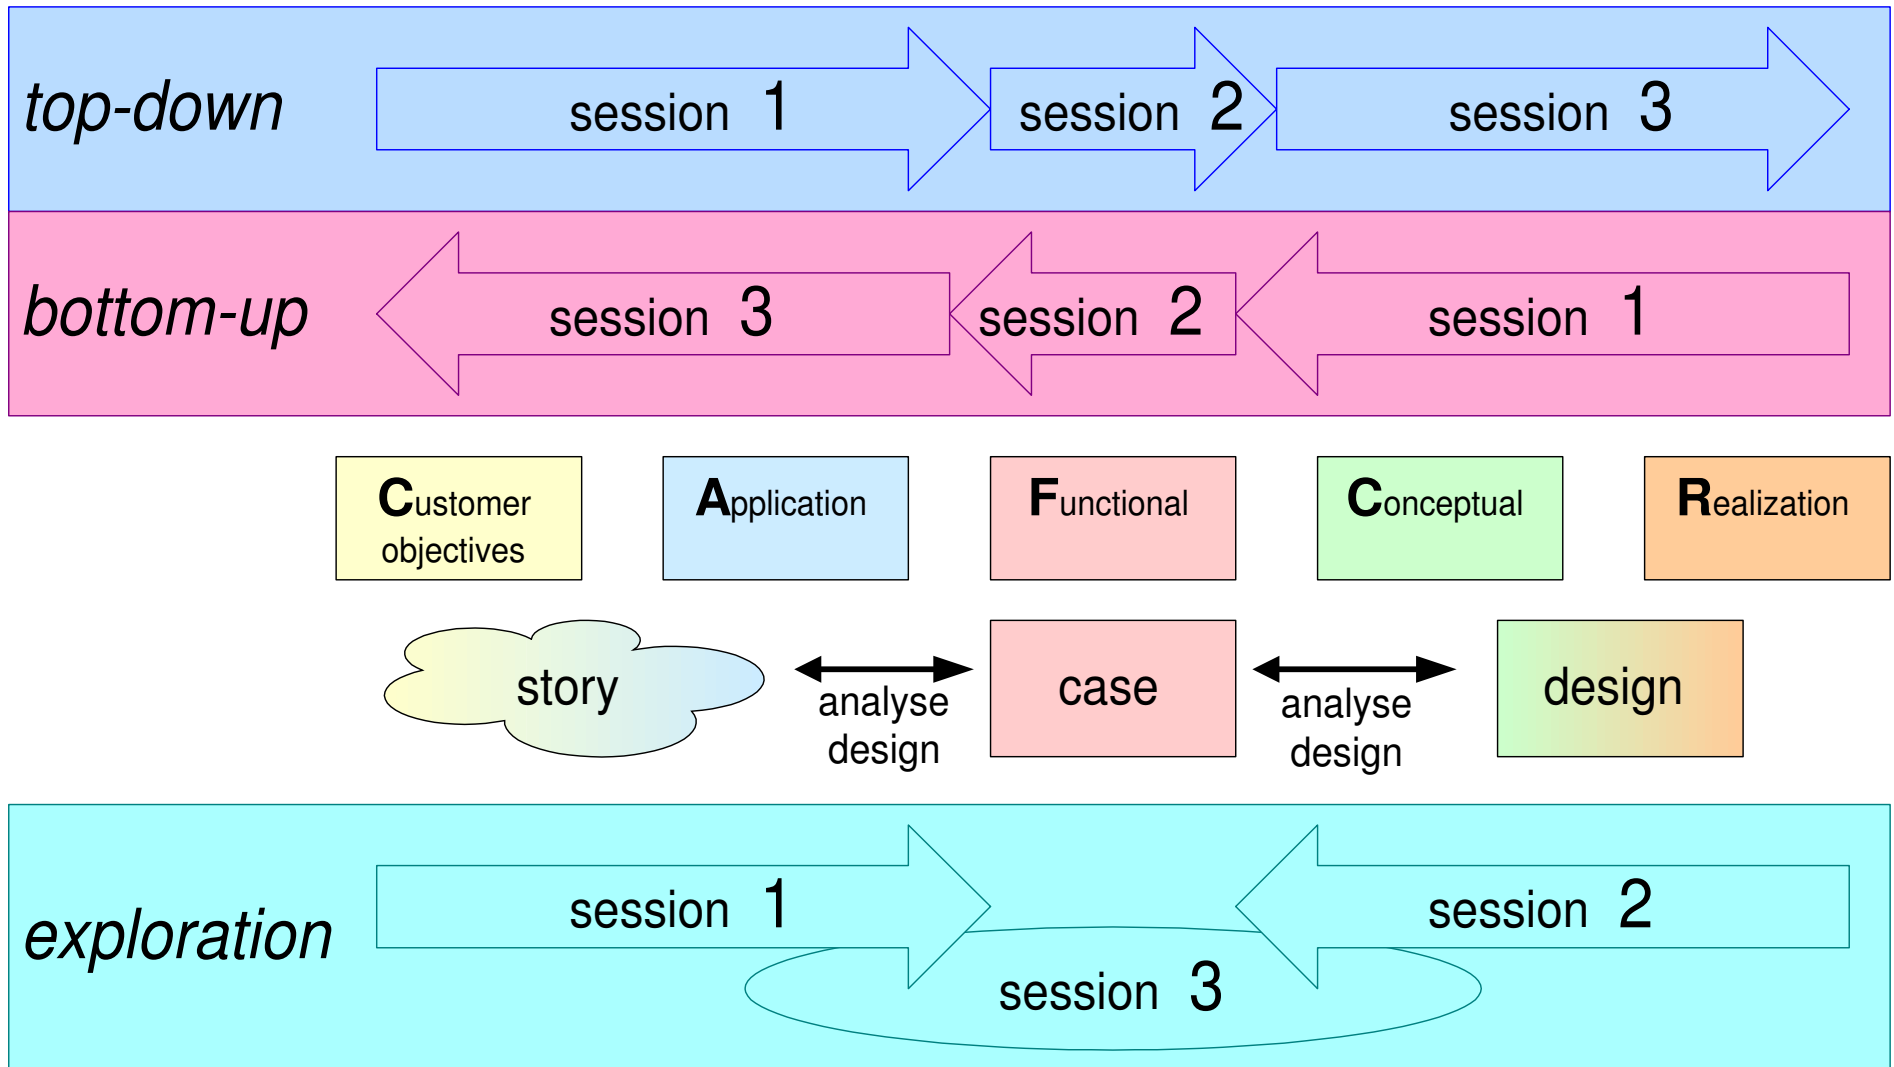 top-down
session 1
session 2
session 3
bottom-up
session 3
session 2
session 1
Customer
objectives
Application
Functional
Conceptual
Realization
story
analyse
design
case
analyse
design
design
exploration
session 1
session 2
session 3